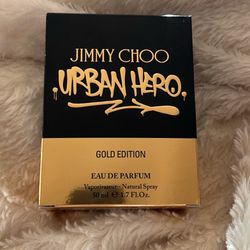 JIMMY CHOO
URBAN HERO
GOLD EDITION
EAU DE PARFUM
Vaporisateur - Natural Spray
50 ml ℮ 1.7 Fl.Oz.